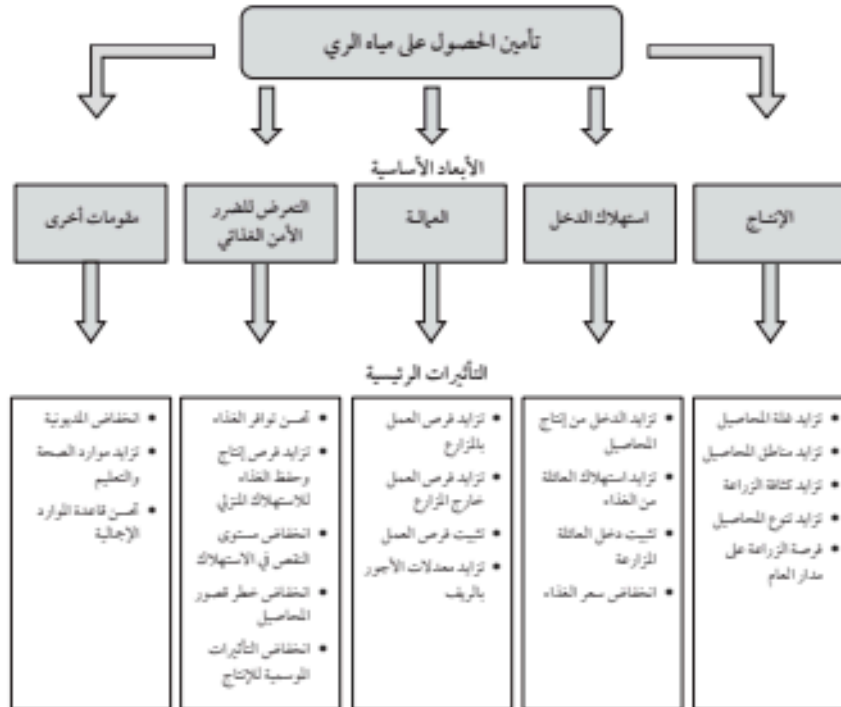 تأمين الحصول على مياه الري
الأبعاد الأساسية
الإنتاج
استهلاك الدخل
العمالة
التعرض للضرر
الأمن الغذائي
مقومات أخرى
التأثيرات الرئيسية
• تزايد غلة المحاصيل
• تزايد مناطق المحاصيل
• تزايد كثافة الزراعة
• تزايد تنوع المحاصيل
• فرصة الزراعة على
مدار العام
• تزايد الدخل من إنتاج
المحاصيل
• تزايد استهلاك العائلة
من الغذاء
• تثبيت دخل العائلة
المزارعة
• انخفاض سعر الغذاء
• تزايد فرص العمل
بالمزارع
• تزايد فرص العمل
خارج المزارع
• تثبيت فرص العمل
• تزايد معدلات الأجور
بالريف
• تحسن توافر الغذاء
• تزايد فرص إنتاج
وحفظ الغذاء
للاستهلاك المنزلي
• انخفاض مستوى
النقص في الاستهلاك
• انخفاض خطر قصور
المحاصيل
• انخفاض التأثيرات
الموسمية للإنتاج
• انخفاض المديونية
• تزايد موارد الصحة
والتعليم
• تحسن قاعدة الموارد
الإجمالية